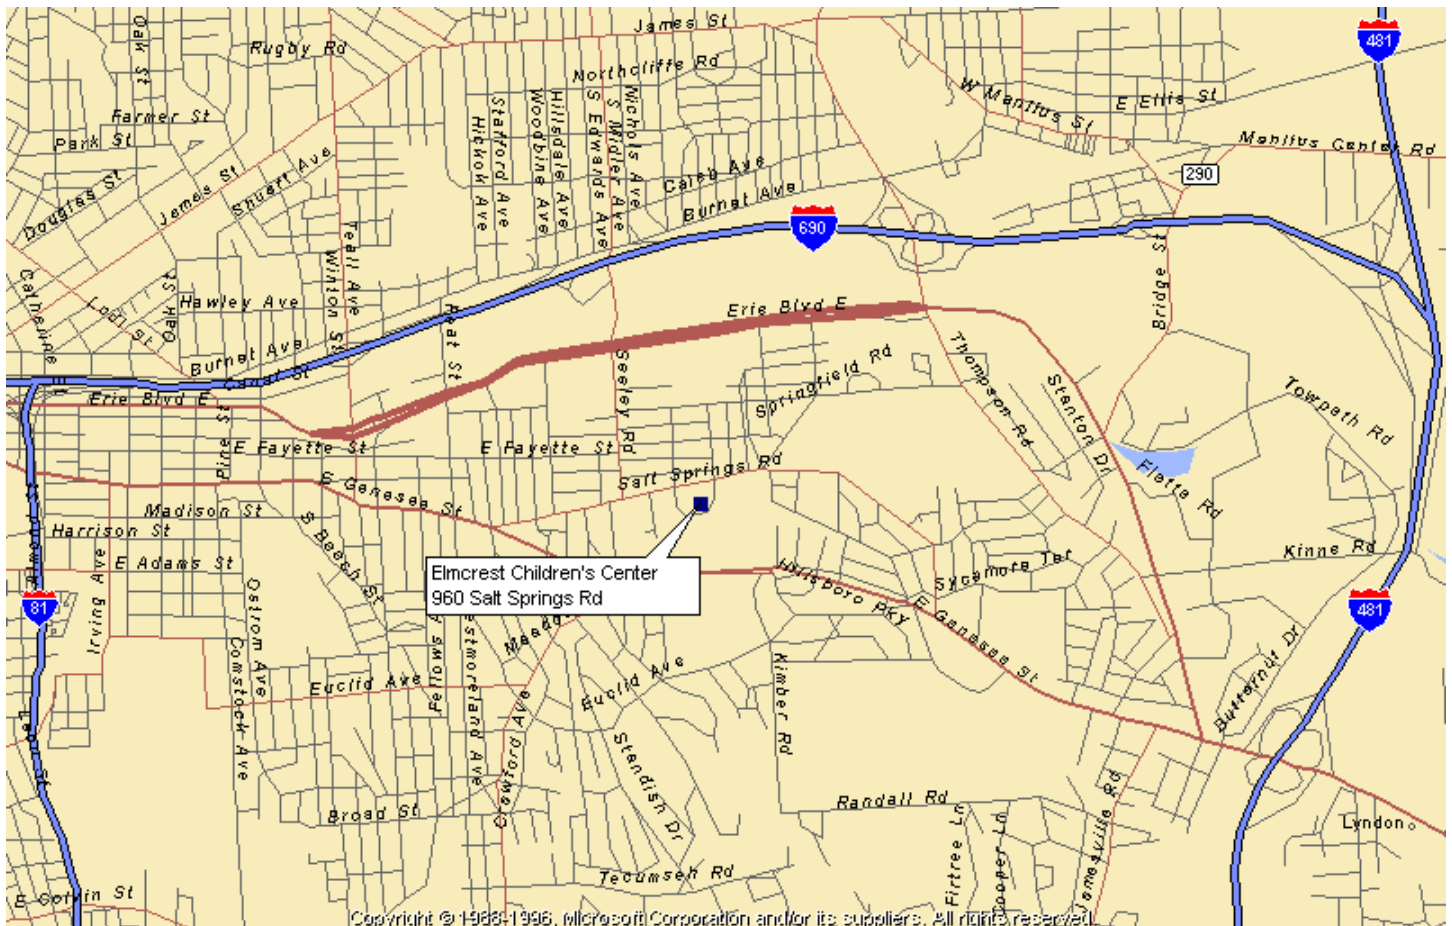 James St
481
Oak St
Rugby Rd
Northcliffe Rd
W Manlius St
E Ellis St
Farmer St
Park St
Hickok Ave
Stafford Ave
Woodbine Ave
Hillsdale Ave
S Edwards Ave
S Midler Ave
Nichols Ave
Manlius Center Rd
290
Douglas St
James St
Stuart Ave
Caleb Ave
Burnet Ave
690
Teall Ave
Winton St
Catherine
Lodi St
Oak St
Hawley Ave
Burnet Ave
Canal St
Peat St
Erie Blvd E
Bridge St
Erie Blvd E
Seeley Rd
Springfield Rd
Thompson Rd
Stanton Dr
Towpath Rd
Pine St
E Fayette St
E Fayette St
Salt Springs Rd
Flette Rd
E Genesee St
Madison St
Harrison St
S Beech St
E Adams St
Irving Ave
Elmcrest Children's Center
960 Salt Springs Rd
Hillsboro Pky
Sycamore Ter
Kinne Rd
81
481
Ostrom Ave
Comstock Ave
E Genesee St
Butternut Dr
Euclid Ave
Euclid Ave
Kimber Rd
Crawford Ave
Standish Dr
Broad St
Randall Rd
Firtree Ln
Cooper Ln
Jamesville Rd
Lyndon
Tecumseh Rd
E Colvin St
Copyright © 1988-1996, Microsoft Corporation and/or its suppliers. All rights reserved.